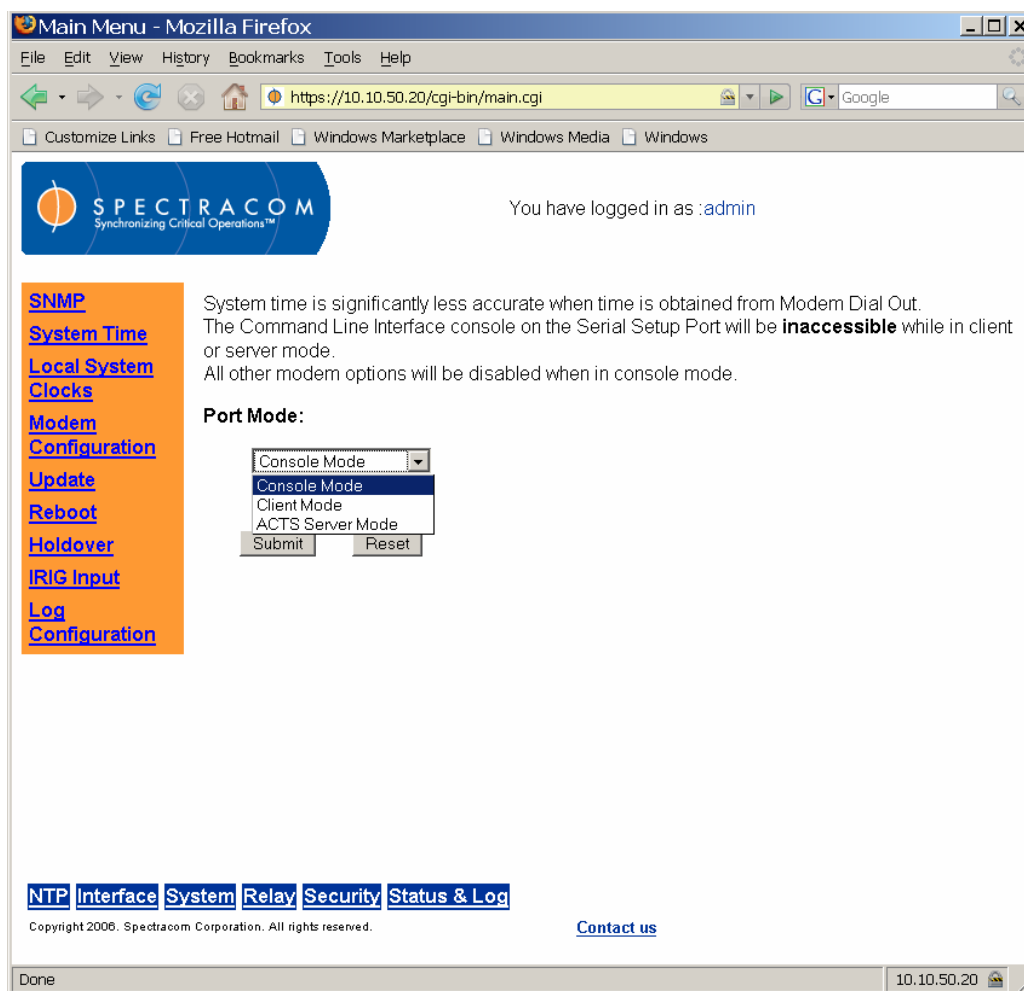 Main Menu - Mozilla Firefox
File Edit View History Bookmarks Tools Help
https://10.10.50.20/cgi-bin/main.cgi
G Google
Customize Links Free Hotmail Windows Marketplace Windows Media Windows
SPECTRACOM
Synchronizing Critical Operations™
You have logged in as :admin
SNMP
System Time
Local System
Clocks
Modem
Configuration
Update
Reboot
Holdover
IRIG Input
Log
Configuration
System time is significantly less accurate when time is obtained from Modem Dial Out.
The Command Line Interface console on the Serial Setup Port will be inaccessible while in client
or server mode.
All other modem options will be disabled when in console mode.
Port Mode:
Console Mode
Console Mode
Client Mode
ACTS Server Mode
Submit Reset
NTP Interface System Relay Security Status & Log
Copyright 2006. Spectracom Corporation. All rights reserved.
Contact us
Done
10.10.50.20